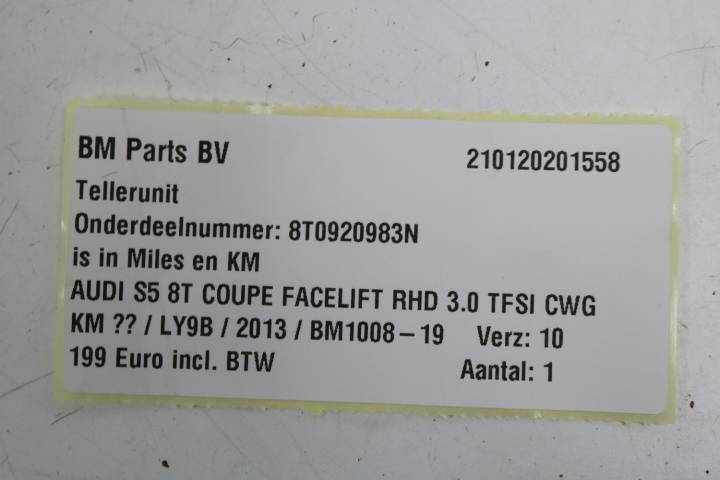 BM Parts BV 210120201558
Tellerunit
Onderdeelnummer: 8T0920983N
is in Miles en KM
AUDI S5 8T COUPE FACELIFT RHD 3.0 TFSI CWG
KM ?? / LY9B / 2013 / BM1008-19 Verz: 10
199 Euro incl. BTW Aantal: 1